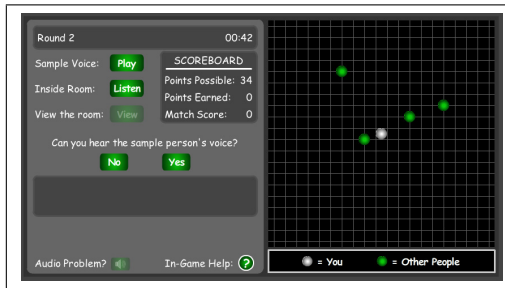 Round 2 00:42
Sample Voice: Play
Inside Room: Listen
View the room: View
SCOREBOARD
Points Possible: 34
Points Earned: 0
Match Score: 0
Can you hear the sample person's voice?
No Yes
Audio Problem? In-Game Help: ?
= You = Other People